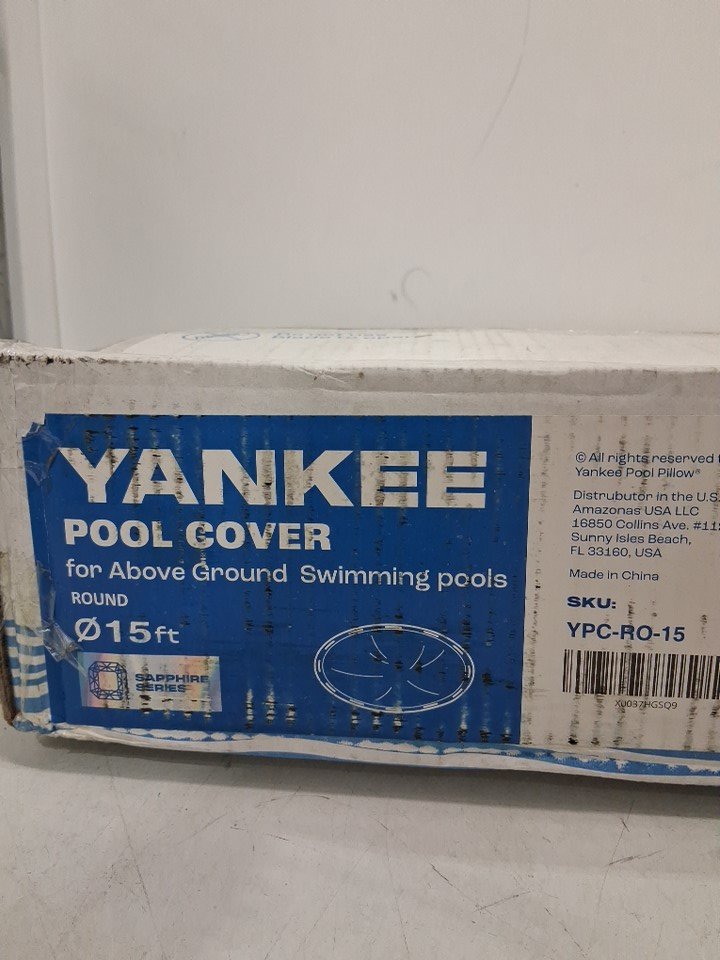 YANKEE
POOL COVER
for Above Ground Swimming pools
ROUND
Ø15ft
SAPPHIRE
SERIES
© All rights reserved
Yankee Pool Pillow®
Distrubutor in the U.S.
Amazonas USA LLC
16850 Collins Ave.
Sunny Isles Beach,
FL 33160, USA
Made in China
SKU:
YPC-RO-15
X0037HGSQ9